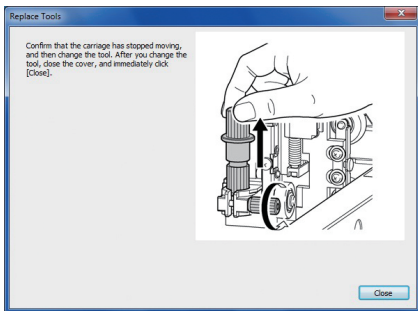 Replace Tools
Confirm that the carriage has stopped moving,
and then change the tool. After you change the
tool, close the cover, and immediately click
[Close].
Close